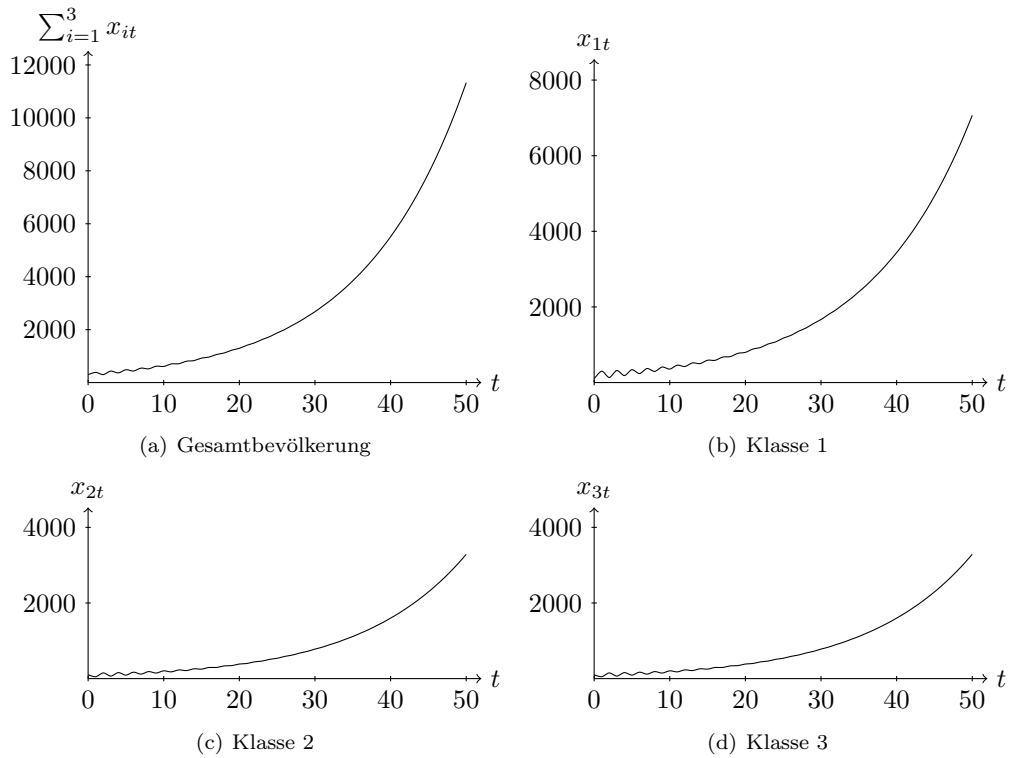 ∑³ᵢ₌₁ xᵢₜ
12000
10000
8000
6000
4000
2000
0 10 20 30 40 50 t
(a) Gesamtbevölkerung
x₁ₜ
8000
6000
4000
2000
0 10 20 30 40 50 t
(b) Klasse 1
x₂ₜ
4000
2000
0 10 20 30 40 50 t
(c) Klasse 2
x₃ₜ
4000
2000
0 10 20 30 40 50 t
(d) Klasse 3